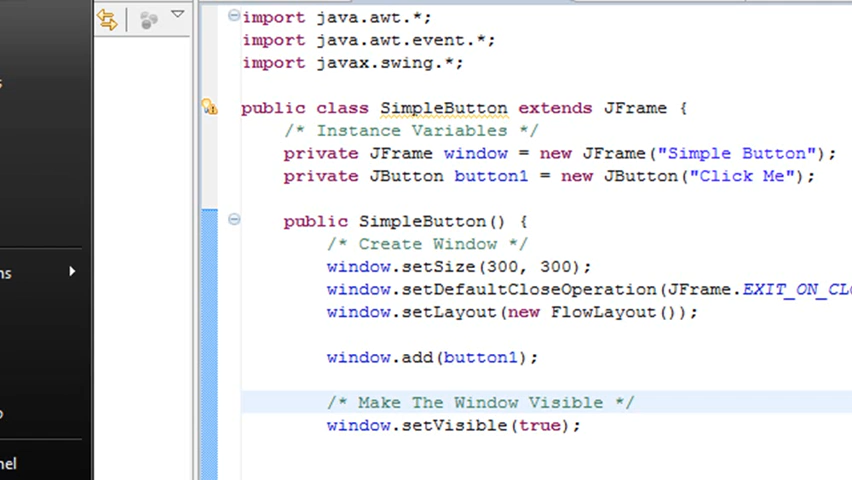 import java.awt.*;
import java.awt.event.*;
import javax.swing.*;
public class SimpleButton extends JFrame {
/* Instance Variables */
private JFrame window = new JFrame("Simple Button");
private JButton button1 = new JButton("Click Me");
public SimpleButton() {
/* Create Window */
window.setSize(300, 300);
window.setDefaultCloseOperation(JFrame.EXIT_ON_CLO
window.setLayout(new FlowLayout());
window.add(button1);
/* Make The Window Visible */
window.setVisible(true);